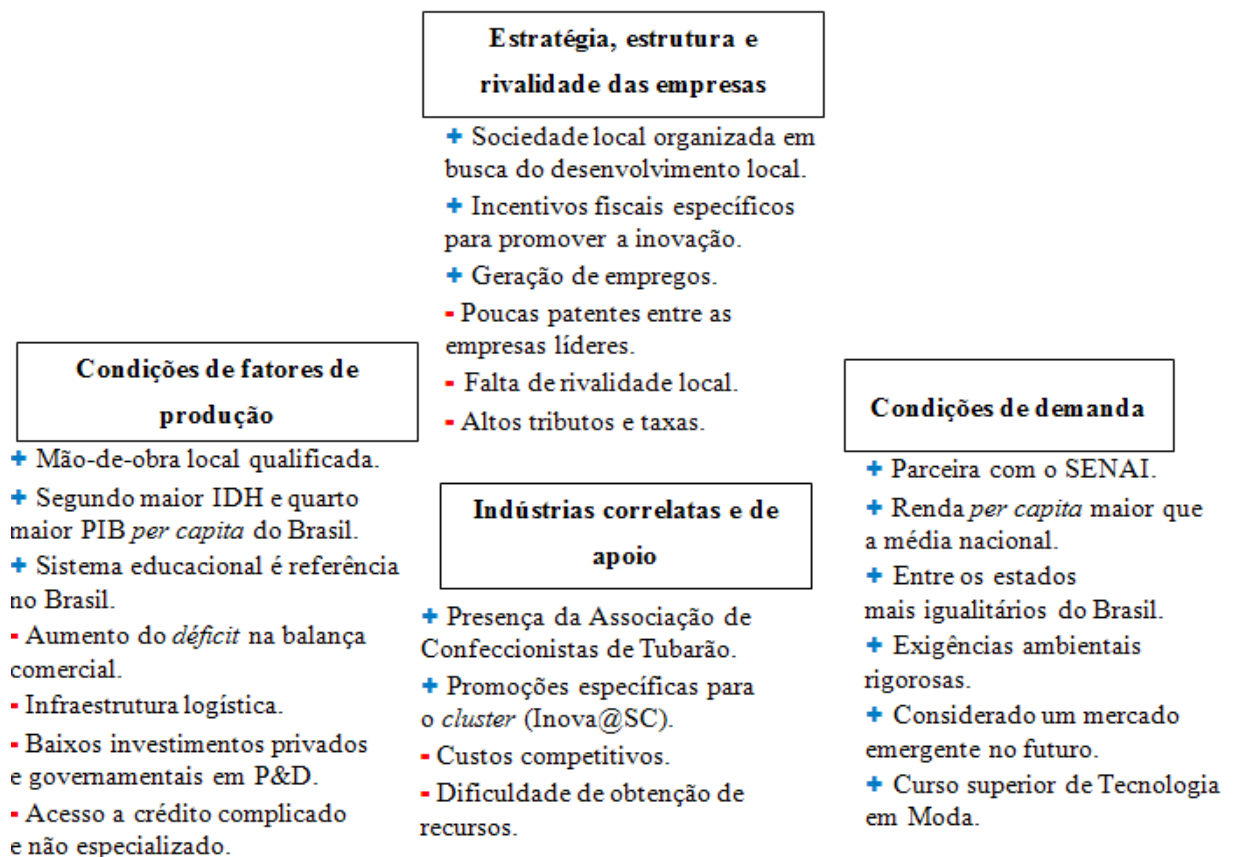 Estratégia, estrutura e
rivalidade das empresas
+ Sociedade local organizada em
busca do desenvolvimento local.
+ Incentivos fiscais específicos
para promover a inovação.
+ Geração de empregos.
- Poucas patentes entre as
empresas líderes.
- Falta de rivalidade local.
- Altos tributos e taxas.
Condições de fatores de
produção
+ Mão-de-obra local qualificada.
+ Segundo maior IDH e quarto
maior PIB per capita do Brasil.
+ Sistema educacional é referência
no Brasil.
- Aumento do déficit na balança
comercial.
- Infraestrutura logística.
- Baixos investimentos privados
e governamentais em P&D.
- Acesso a crédito complicado
e não especializado.
Indústrias correlatas e de
apoio
+ Presença da Associação de
Confeccionistas de Tubarão.
+ Promoções específicas para
o cluster (Inova@SC).
- Custos competitivos.
- Dificuldade de obtenção de
recursos.
Condições de demanda
+ Parceira com o SENAI.
+ Renda per capita maior que
a média nacional.
+ Entre os estados
mais igualitários do Brasil.
+ Exigências ambientais
rigorosas.
+ Considerado um mercado
emergente no futuro.
+ Curso superior de Tecnologia
em Moda.